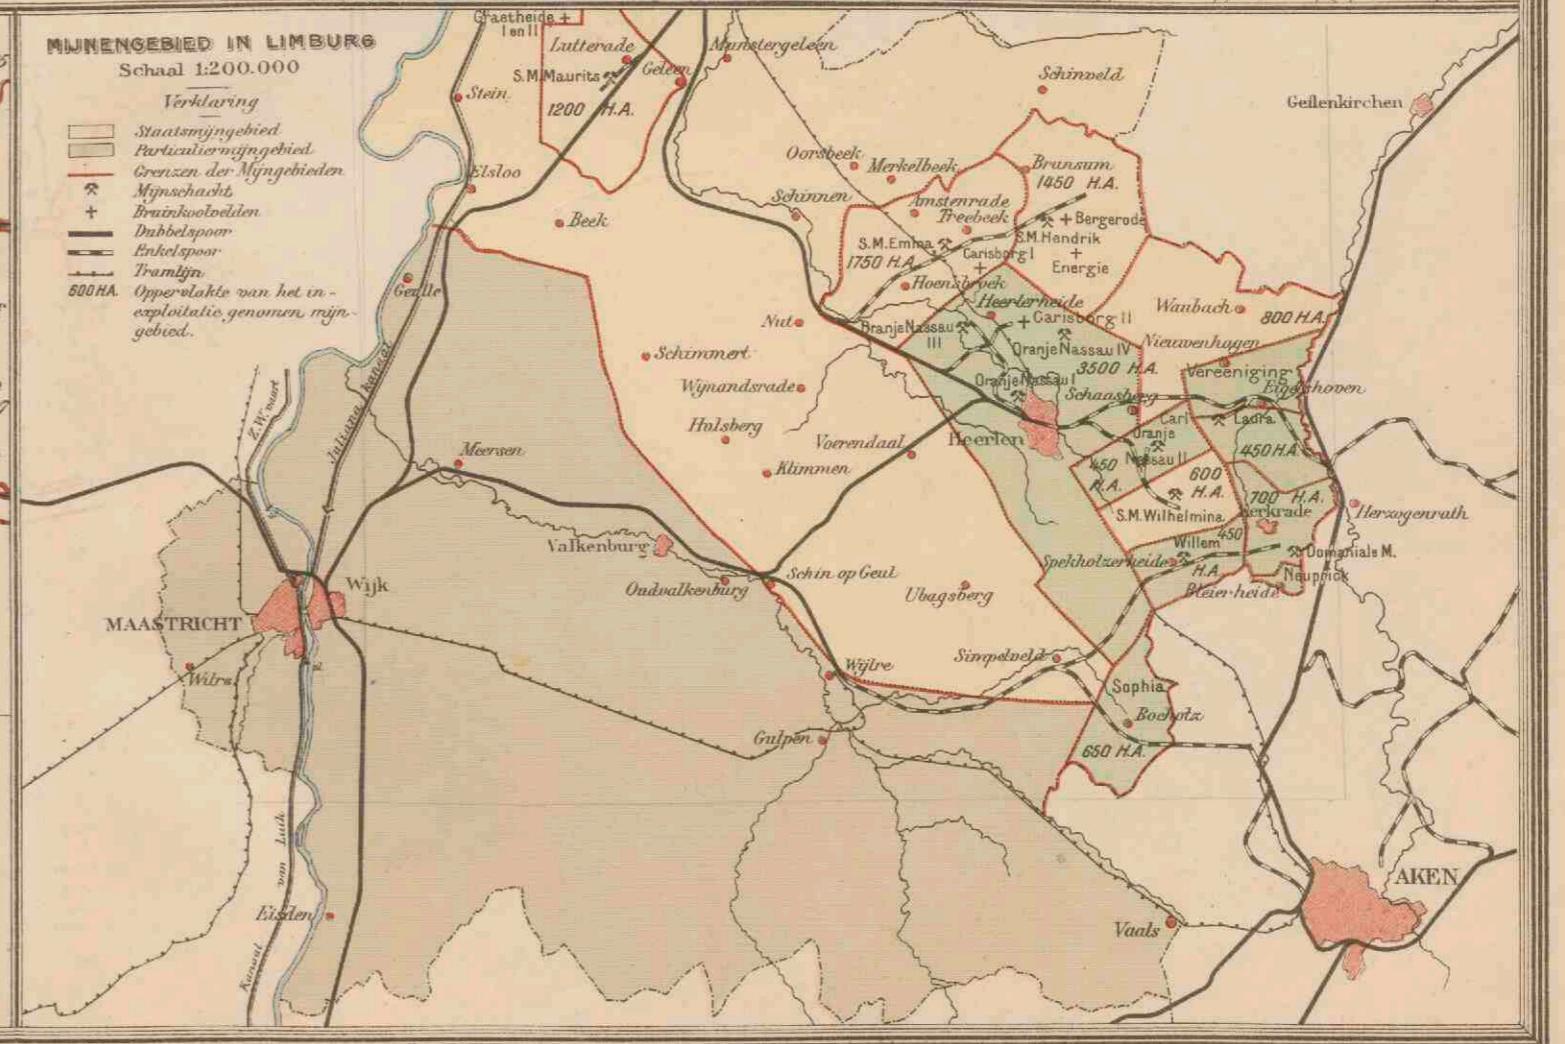 MIJNENGEBIED IN LIMBURG
Schaal 1:200.000
Verklaring
Staatsmijngebied
Particuliermijngebied
Grenzen der Mijngebieden
Mijnschacht
Bruinkoolvelden
Dubbelspoor
Enkelspoor
Tramlijn
600 HA. Oppervlakte van het in-
exploitatie genomen mijn-
gebied.
Graetheide
I en II
Lutterade
S.M. Maurits
Geleen
1200 H.A.
Munstergeleen
Stein
Schinveld
Geilenkirchen
Elsloo
Beek
Oorsbeek
Merkelbeek
Brunsum
1450 H.A.
Schinnen
Amstenrade
Treebeek
Bergerode
S.M. Emma
1750 H.A.
S.M. Hendrik
Carisborg I
Energie
Hoensbroek
Heerlerheide
Carisborg II
Wanbach
800 H.A.
Geulle
Nut
Oranje Nassau
III
Oranje Nassau IV
3500 H.A.
Nieuwenhagen
Vereeniging
Eigelshoven
Schimmert
Wijnandsrade
Oranje Nassau I
Schaasberg
Z.W. vaart
Juliana kanaal
Hulsberg
Voerendaal
Heerlen
Carl
Laura
Oranje
Nassau II
450 H.A.
450
H.A.
Meersen
Klimmen
600
H.A.
700 H.A.
Kerkrade
Herzogenrath
S.M. Wilhelmina
Valkenburg
Willem
450
H.A.
Domaniale M.
Neuprick
Spekholzerheide
Bleierheide
Schin op Geul
Oudvalkenburg
Ubagsberg
Wijk
MAASTRICHT
Wilre
Wijlre
Simpelveld
Sophia
Bocholtz
650 H.A.
Gulpen
Kanaal van Luik
Eisden
Vaals
AKEN